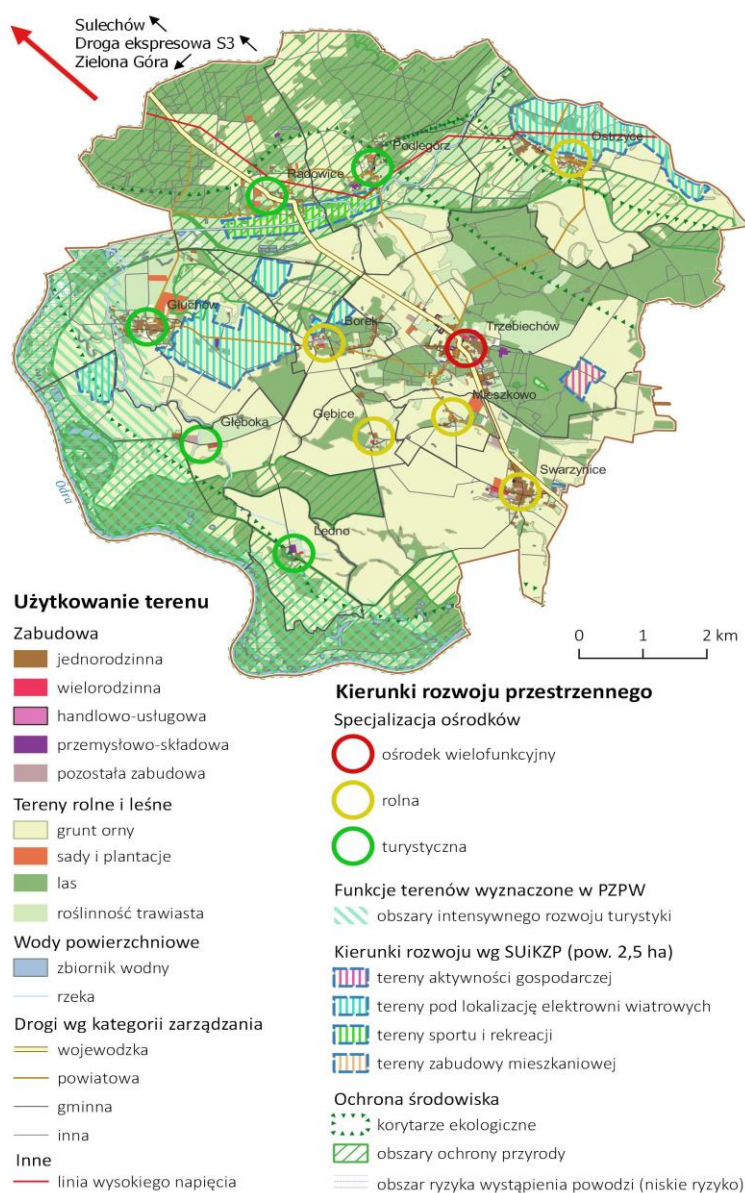 Sulechów
Droga ekspresowa S3
Zielona Góra
Ostrzyce
Podlegórz
Radowice
Głuchów
Borek
Trzebiechów
Mieszkowo
Głęboka
Gębice
Swarzynice
Odra
Ledno
Użytkowanie terenu
Zabudowa
jednorodzinna
wielorodzinna
handlowo-usługowa
przemysłowo-składowa
pozostała zabudowa
Tereny rolne i leśne
grunt orny
sady i plantacje
las
roślinność trawiasta
Wody powierzchniowe
zbiornik wodny
rzeka
Drogi wg kategorii zarządzania
wojewodzka
powiatowa
gminna
inna
Inne
linia wysokiego napięcia
0 1 2 km
Kierunki rozwoju przestrzennego
Specjalizacja ośrodków
ośrodek wielofunkcyjny
rolna
turystyczna
Funkcje terenów wyznaczone w PZPW
obszary intensywnego rozwoju turystyki
Kierunki rozwoju wg SUiKZP (pow. 2,5 ha)
tereny aktywności gospodarczej
tereny pod lokalizację elektrowni wiatrowych
tereny sportu i rekreacji
tereny zabudowy mieszkaniowej
Ochrona środowiska
korytarze ekologiczne
obszary ochrony przyrody
obszar ryzyka wystąpienia powodzi (niskie ryzyko)